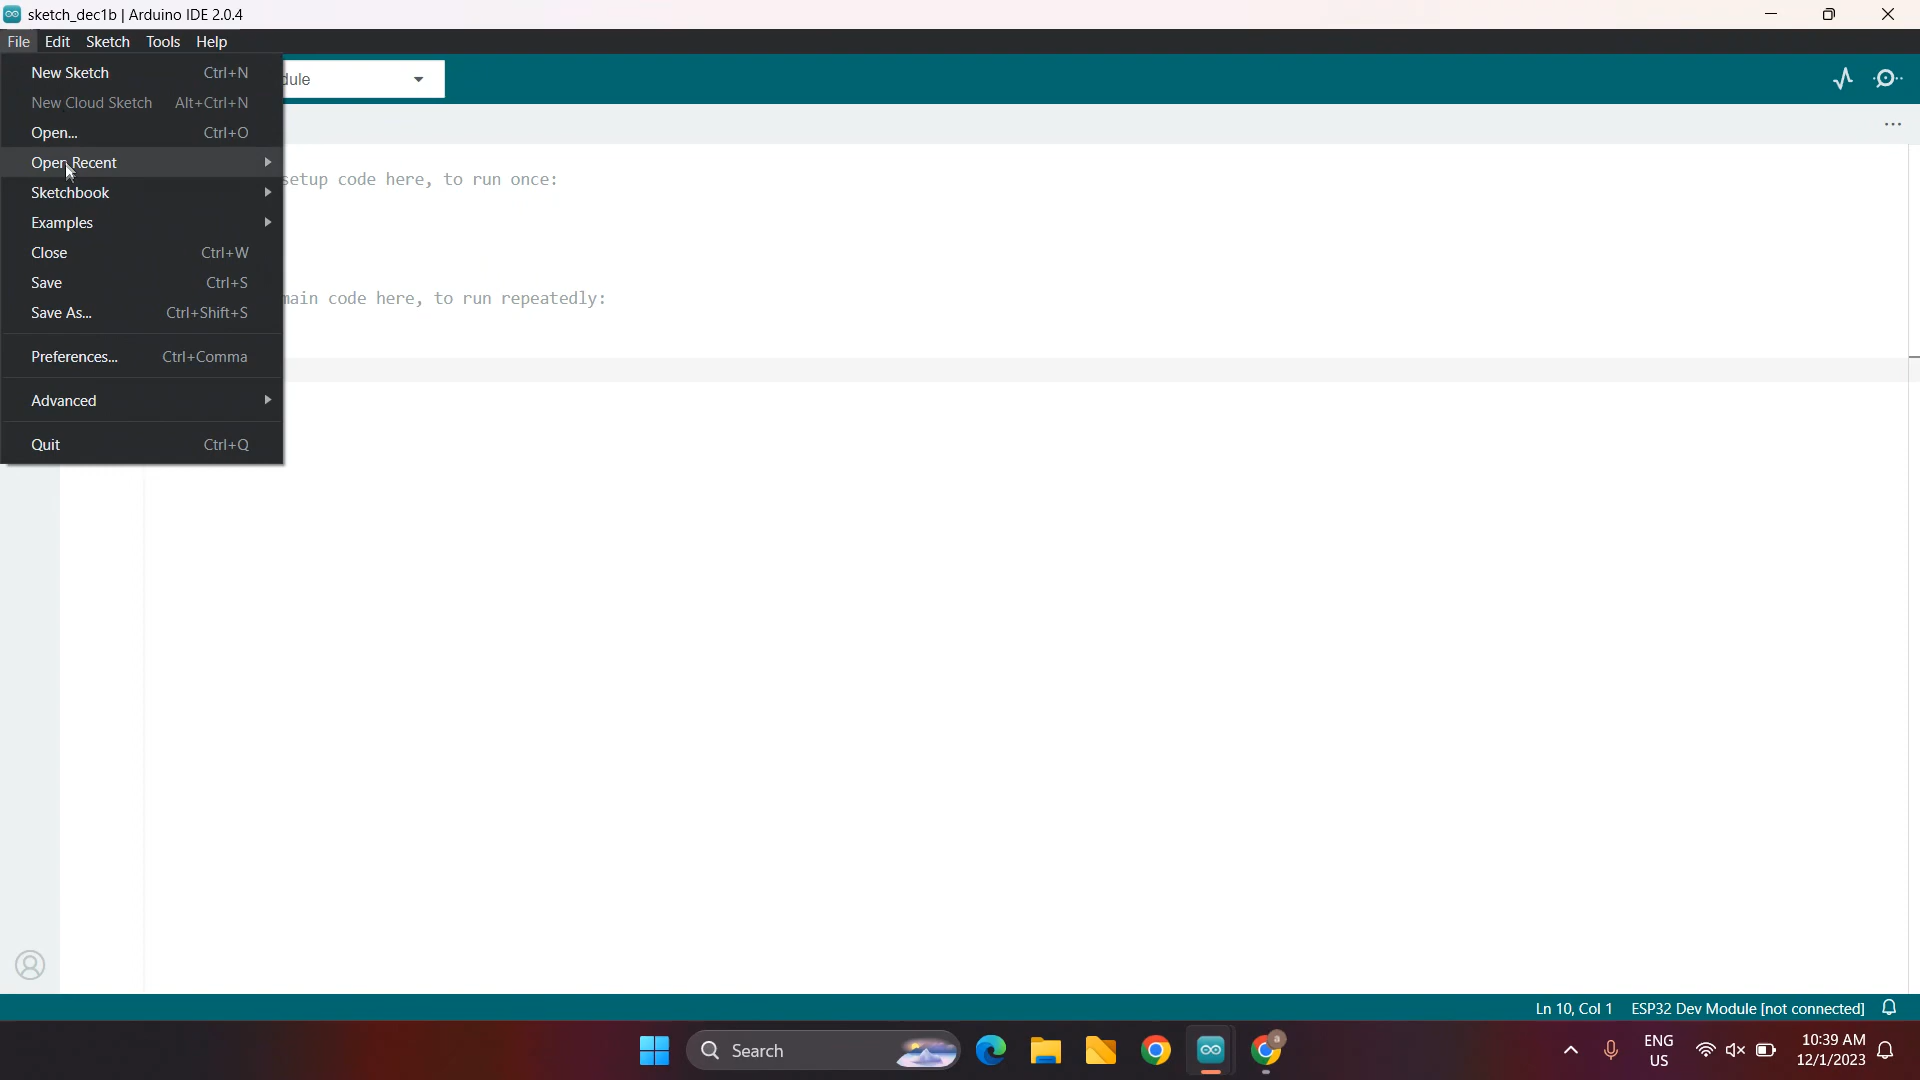 sketch_dec1b | Arduino IDE 2.0.4
File Edit Sketch Tools Help
New Sketch Ctrl+N
New Cloud Sketch Alt+Ctrl+N
Open... Ctrl+O
Open Recent
Sketchbook
Examples
Close Ctrl+W
Save Ctrl+S
Save As... Ctrl+Shift+S
Preferences... Ctrl+Comma
Advanced
Quit Ctrl+Q
dule
setup code here, to run once:
main code here, to run repeatedly:
Ln 10, Col 1 ESP32 Dev Module [not connected]
Search
ENG
US
10:39 AM
12/1/2023